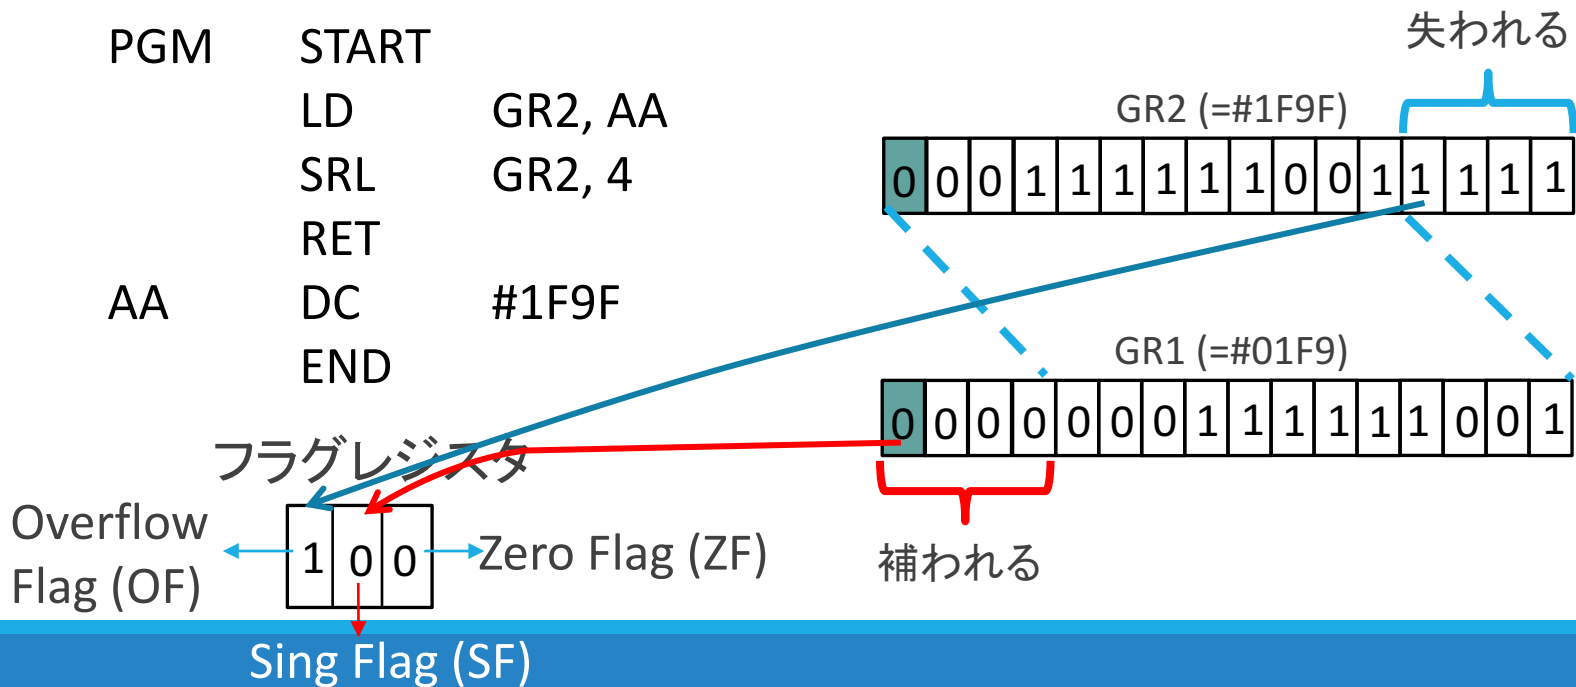 PGM START
LD GR2, AA
SRL GR2, 4
RET
AA DC #1F9F
END
失われる
GR2 (=#1F9F)
0 0 0 1 1 1 1 1 1 0 0 1 1 1 1 1
GR1 (=#01F9)
0 0 0 0 0 0 0 1 1 1 1 1 1 0 0 1
補われる
フラグレジスタ
Overflow
Flag (OF)
1 0 0
Zero Flag (ZF)
Sing Flag (SF)